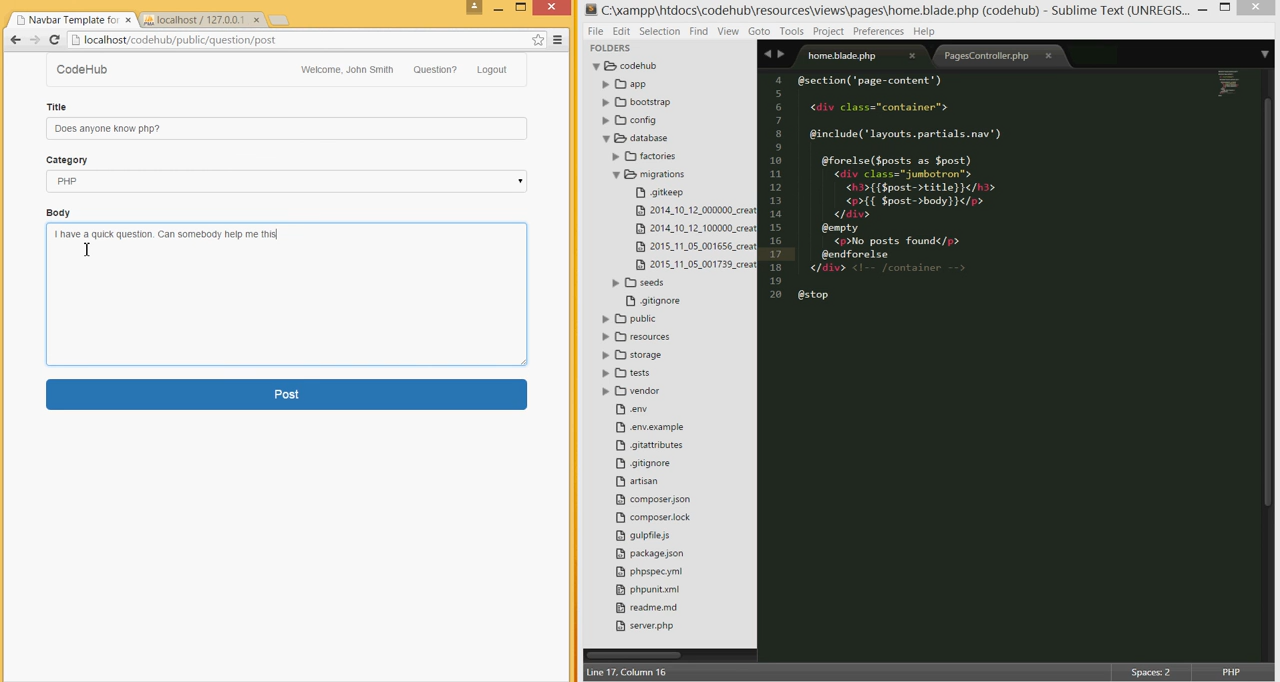 Navbar Template for
localhost / 127.0.0.1
localhost/codehub/public/question/post
CodeHub
Welcome, John Smith
Question?
Logout
Title
Does anyone know php?
Category
PHP
Body
I have a quick question. Can somebody help me this
Post
C:\xampp\htdocs\codehub\resources\views\pages\home.blade.php (codehub) - Sublime Text (UNREGIS...
File Edit Selection Find View Goto Tools Project Preferences Help
FOLDERS
codehub
app
bootstrap
config
database
factories
migrations
.gitkeep
2014_10_12_000000_creat
2014_10_12_100000_creat
2015_11_05_001656_creat
2015_11_05_001739_creat
seeds
.gitignore
public
resources
storage
tests
vendor
.env
.env.example
.gitattributes
.gitignore
artisan
composer.json
composer.lock
gulpfile.js
package.json
phpspec.yml
phpunit.xml
readme.md
server.php
home.blade.php
PagesController.php
4 @section('page-content')
5
6 <div class="container">
7
8 @include('layouts.partials.nav')
9
10 @forelse($posts as $post)
11 <div class="jumbotron">
12 <h3>{{$post->title}}</h3>
13 <p>{{ $post->body}}</p>
14 </div>
15 @empty
16 <p>No posts found</p>
17 @endforelse
18 </div> <!-- /container -->
19
20 @stop
Line 17, Column 16
Spaces: 2
PHP